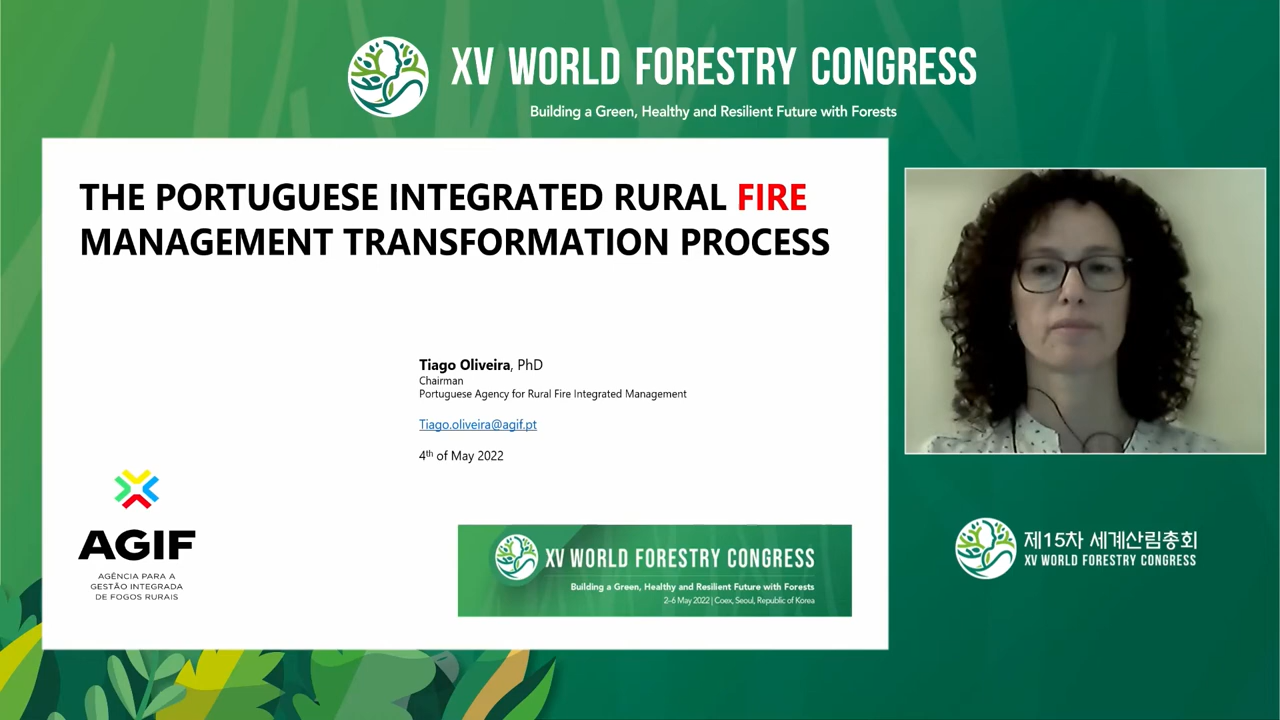 XV WORLD FORESTRY CONGRESS
Building a Green, Healthy and Resilient Future with Forests
THE PORTUGUESE INTEGRATED RURAL FIRE
MANAGEMENT TRANSFORMATION PROCESS
Tiago Oliveira, PhD
Chairman
Portuguese Agency for Rural Fire Integrated Management
Tiago.oliveira@agif.pt
4th of May 2022
AGIF
AGÊNCIA PARA A
GESTÃO INTEGRADA
DE FOGOS RURAIS
XV WORLD FORESTRY CONGRESS
Building a Green, Healthy and Resilient Future with Forests
2-6 May 2022 | Coex, Seoul, Republic of Korea
제15차 세계산림총회
XV WORLD FORESTRY CONGRESS